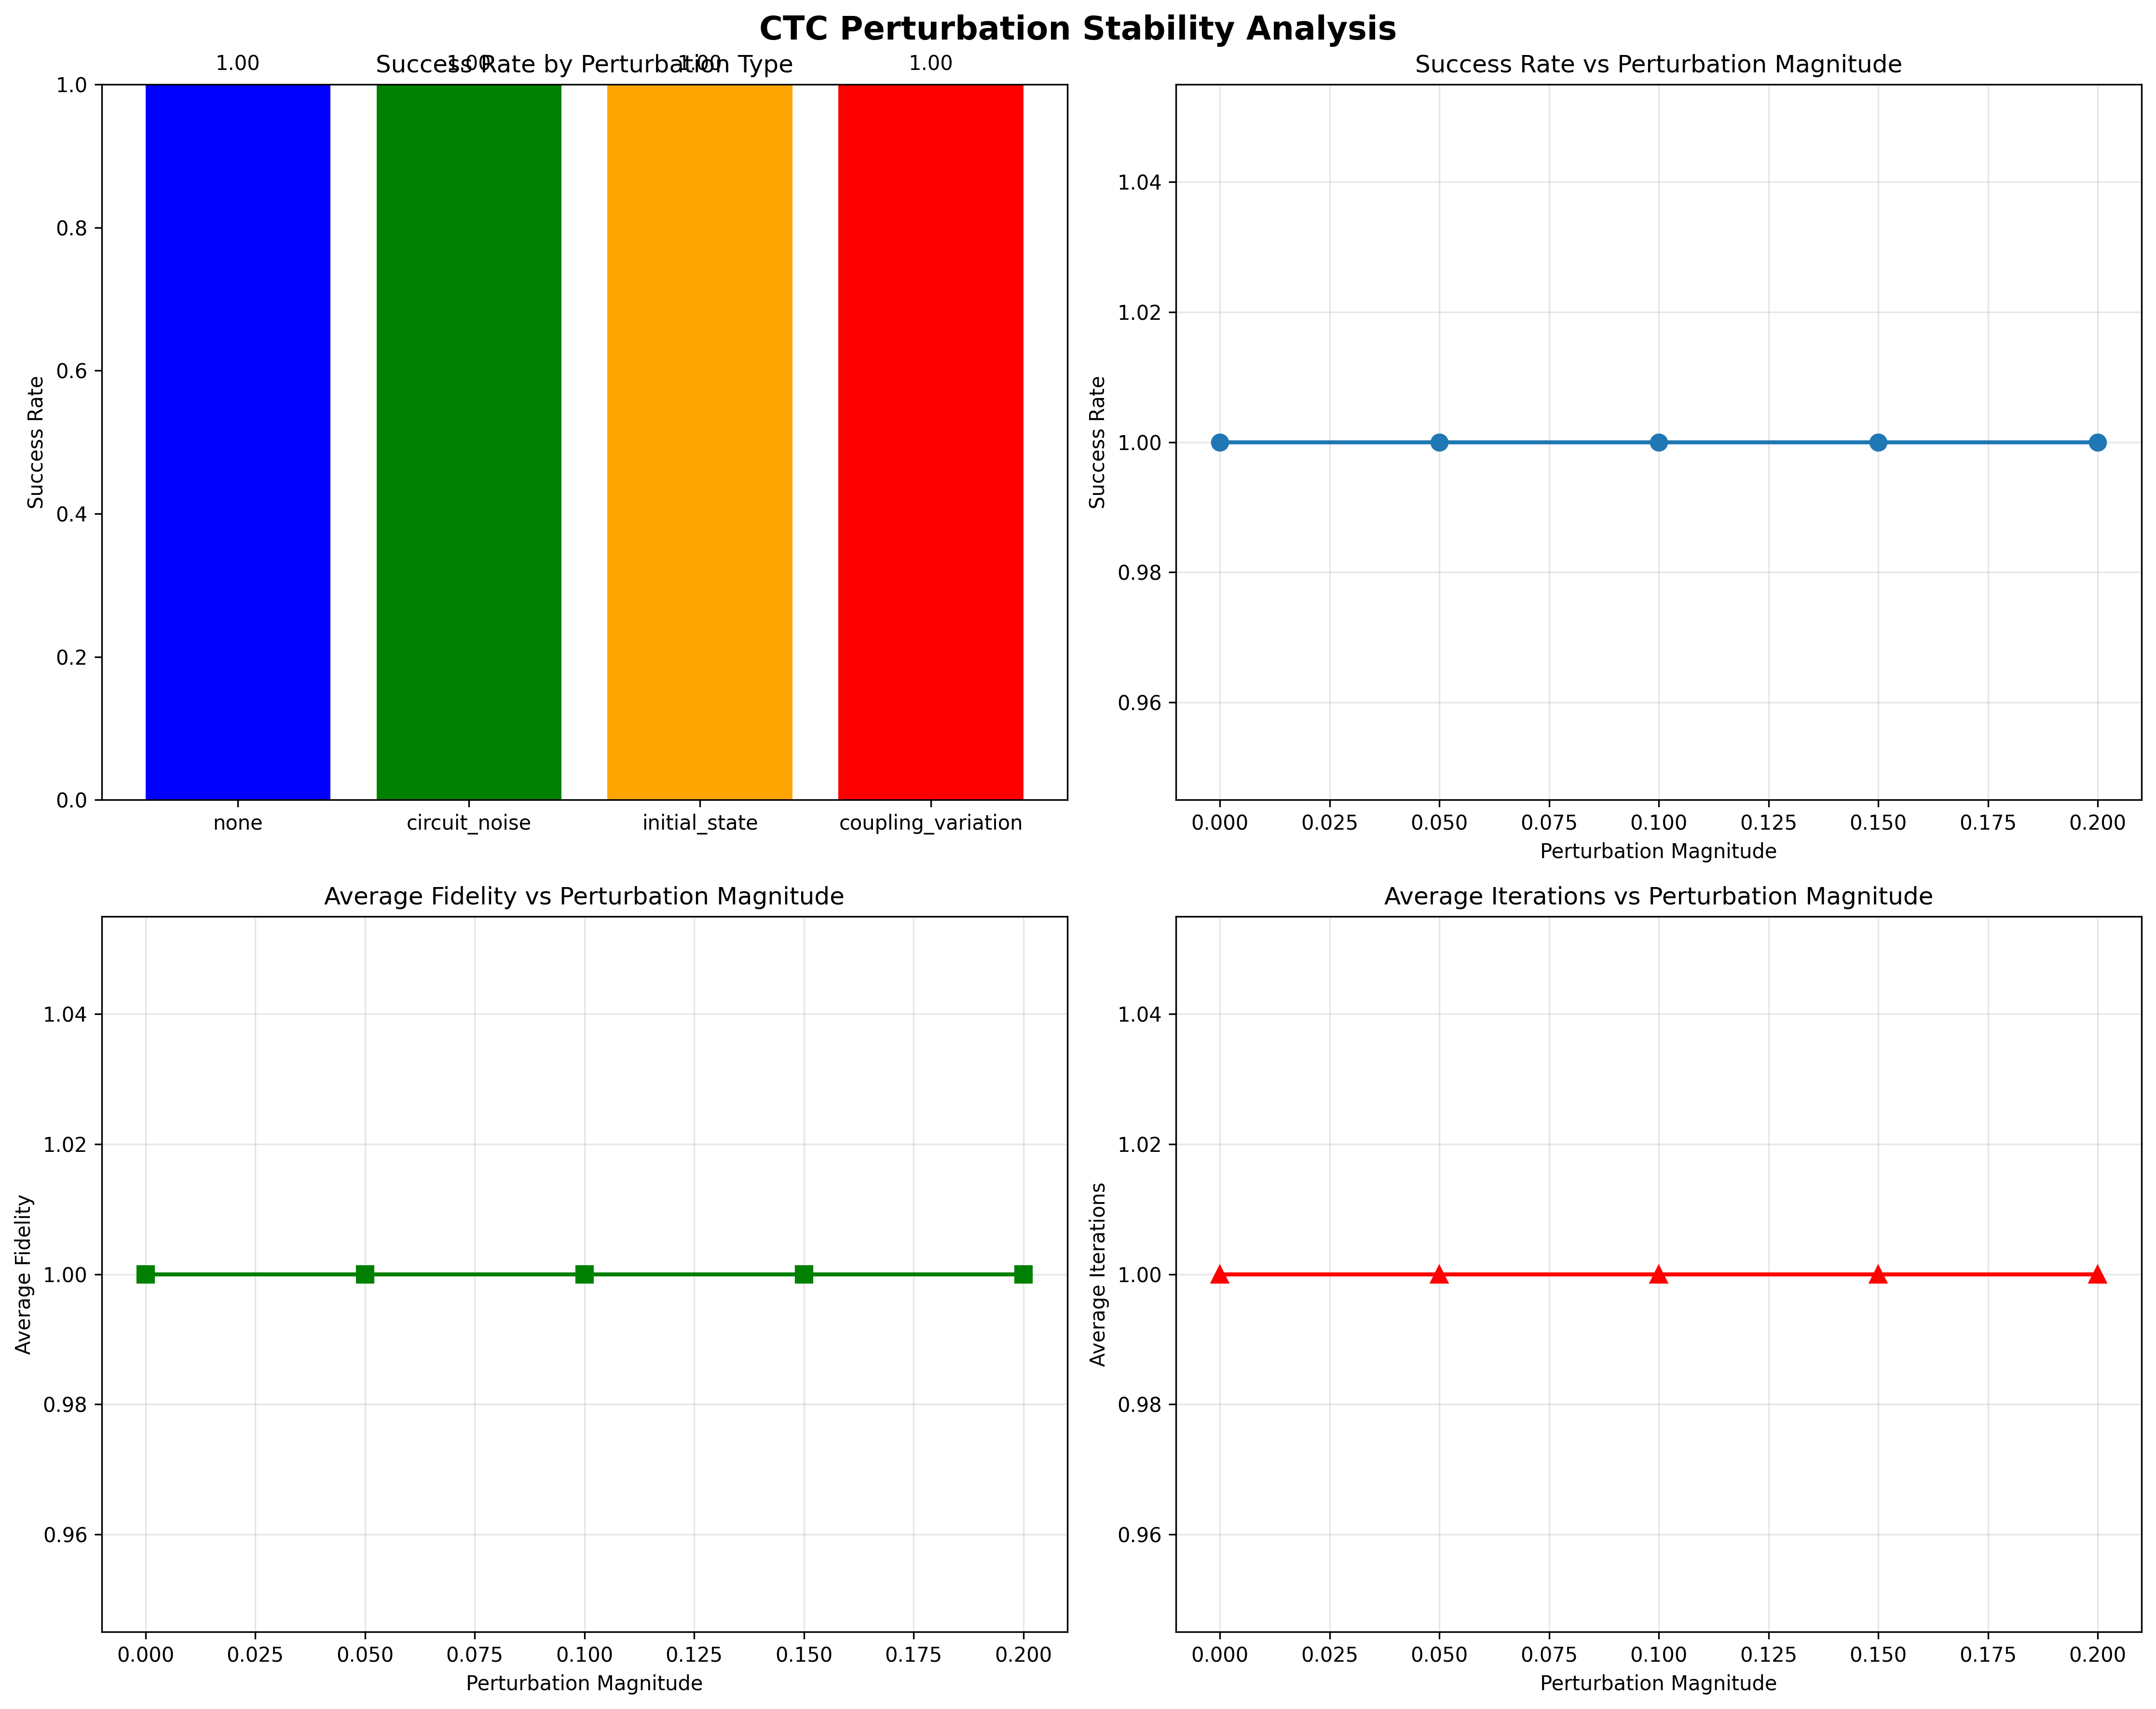 CTC Perturbation Stability Analysis
Success Rate by Perturbation Type
1.00 1.00 1.00 1.00
Success Rate
1.0
0.8
0.6
0.4
0.2
0.0
none circuit_noise initial_state coupling_variation
Success Rate vs Perturbation Magnitude
Success Rate
1.04
1.02
1.00
0.98
0.96
0.000 0.025 0.050 0.075 0.100 0.125 0.150 0.175 0.200
Perturbation Magnitude
Average Fidelity vs Perturbation Magnitude
Average Fidelity
1.04
1.02
1.00
0.98
0.96
0.000 0.025 0.050 0.075 0.100 0.125 0.150 0.175 0.200
Perturbation Magnitude
Average Iterations vs Perturbation Magnitude
Average Iterations
1.04
1.02
1.00
0.98
0.96
0.000 0.025 0.050 0.075 0.100 0.125 0.150 0.175 0.200
Perturbation Magnitude